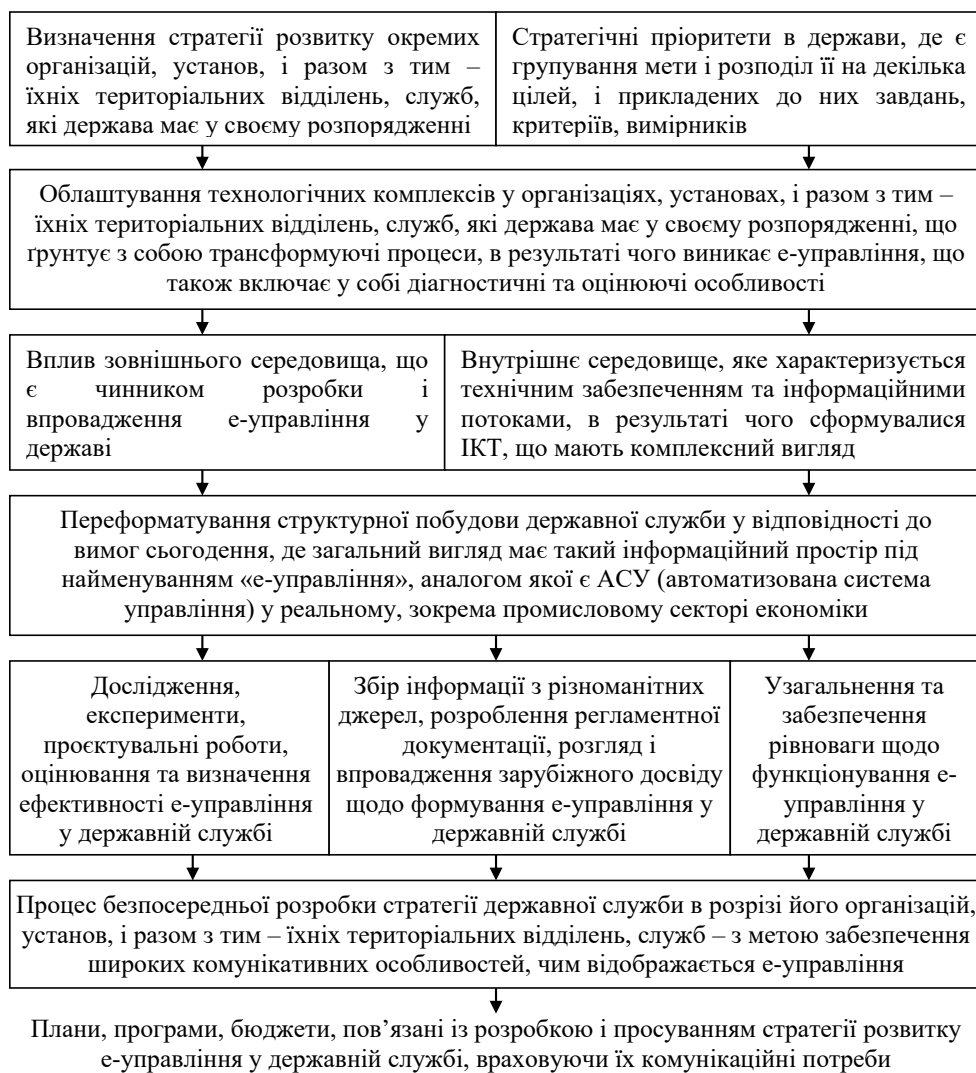 Визначення стратегії розвитку окремих
організацій, установ, і разом з тим –
їхніх територіальних відділень, служб,
які держава має у своєму розпорядженні
Стратегічні пріоритети в держави, де є
групування мети і розподіл її на декілька
цілей, і прикладених до них завдань,
критеріїв, вимірників
Облаштування технологічних комплексів у організаціях, установах, і разом з тим –
їхніх територіальних відділень, служб, які держава має у своєму розпорядженні, що
ґрунтує з собою трансформуючі процеси, в результаті чого виникає е-управління, що
також включає у собі діагностичні та оцінюючі особливості
Вплив зовнішнього середовища, що
є чинником розробки і
впровадження е-управління у
державі
Внутрішнє середовище, яке характеризується
технічним забезпеченням та інформаційними
потоками, в результаті чого сформувалися
ІКТ, що мають комплексний вигляд
Переформатування структурної побудови державної служби у відповідності до
вимог сьогодення, де загальний вигляд має такий інформаційний простір під
найменуванням «е-управління», аналогом якої є АСУ (автоматизована система
управління) у реальному, зокрема промисловому секторі економіки
Дослідження,
експерименти,
проєктувальні роботи,
оцінювання та визначення
ефективності е-управління
у державній службі
Збір інформації з різноманітних
джерел, розроблення регламентної
документації, розгляд і
впровадження зарубіжного досвіду
щодо формування е-управління у
державній службі
Узагальнення та
забезпечення
рівноваги щодо
функціонування е-
управління у
державній службі
Процес безпосередньої розробки стратегії державної служби в розрізі його організацій,
установ, і разом з тим – їхніх територіальних відділень, служб – з метою забезпечення
широких комунікативних особливостей, чим відображається е-управління
Плани, програми, бюджети, пов’язані із розробкою і просуванням стратегії розвитку
е-управління у державній службі, враховуючи їх комунікаційні потреби